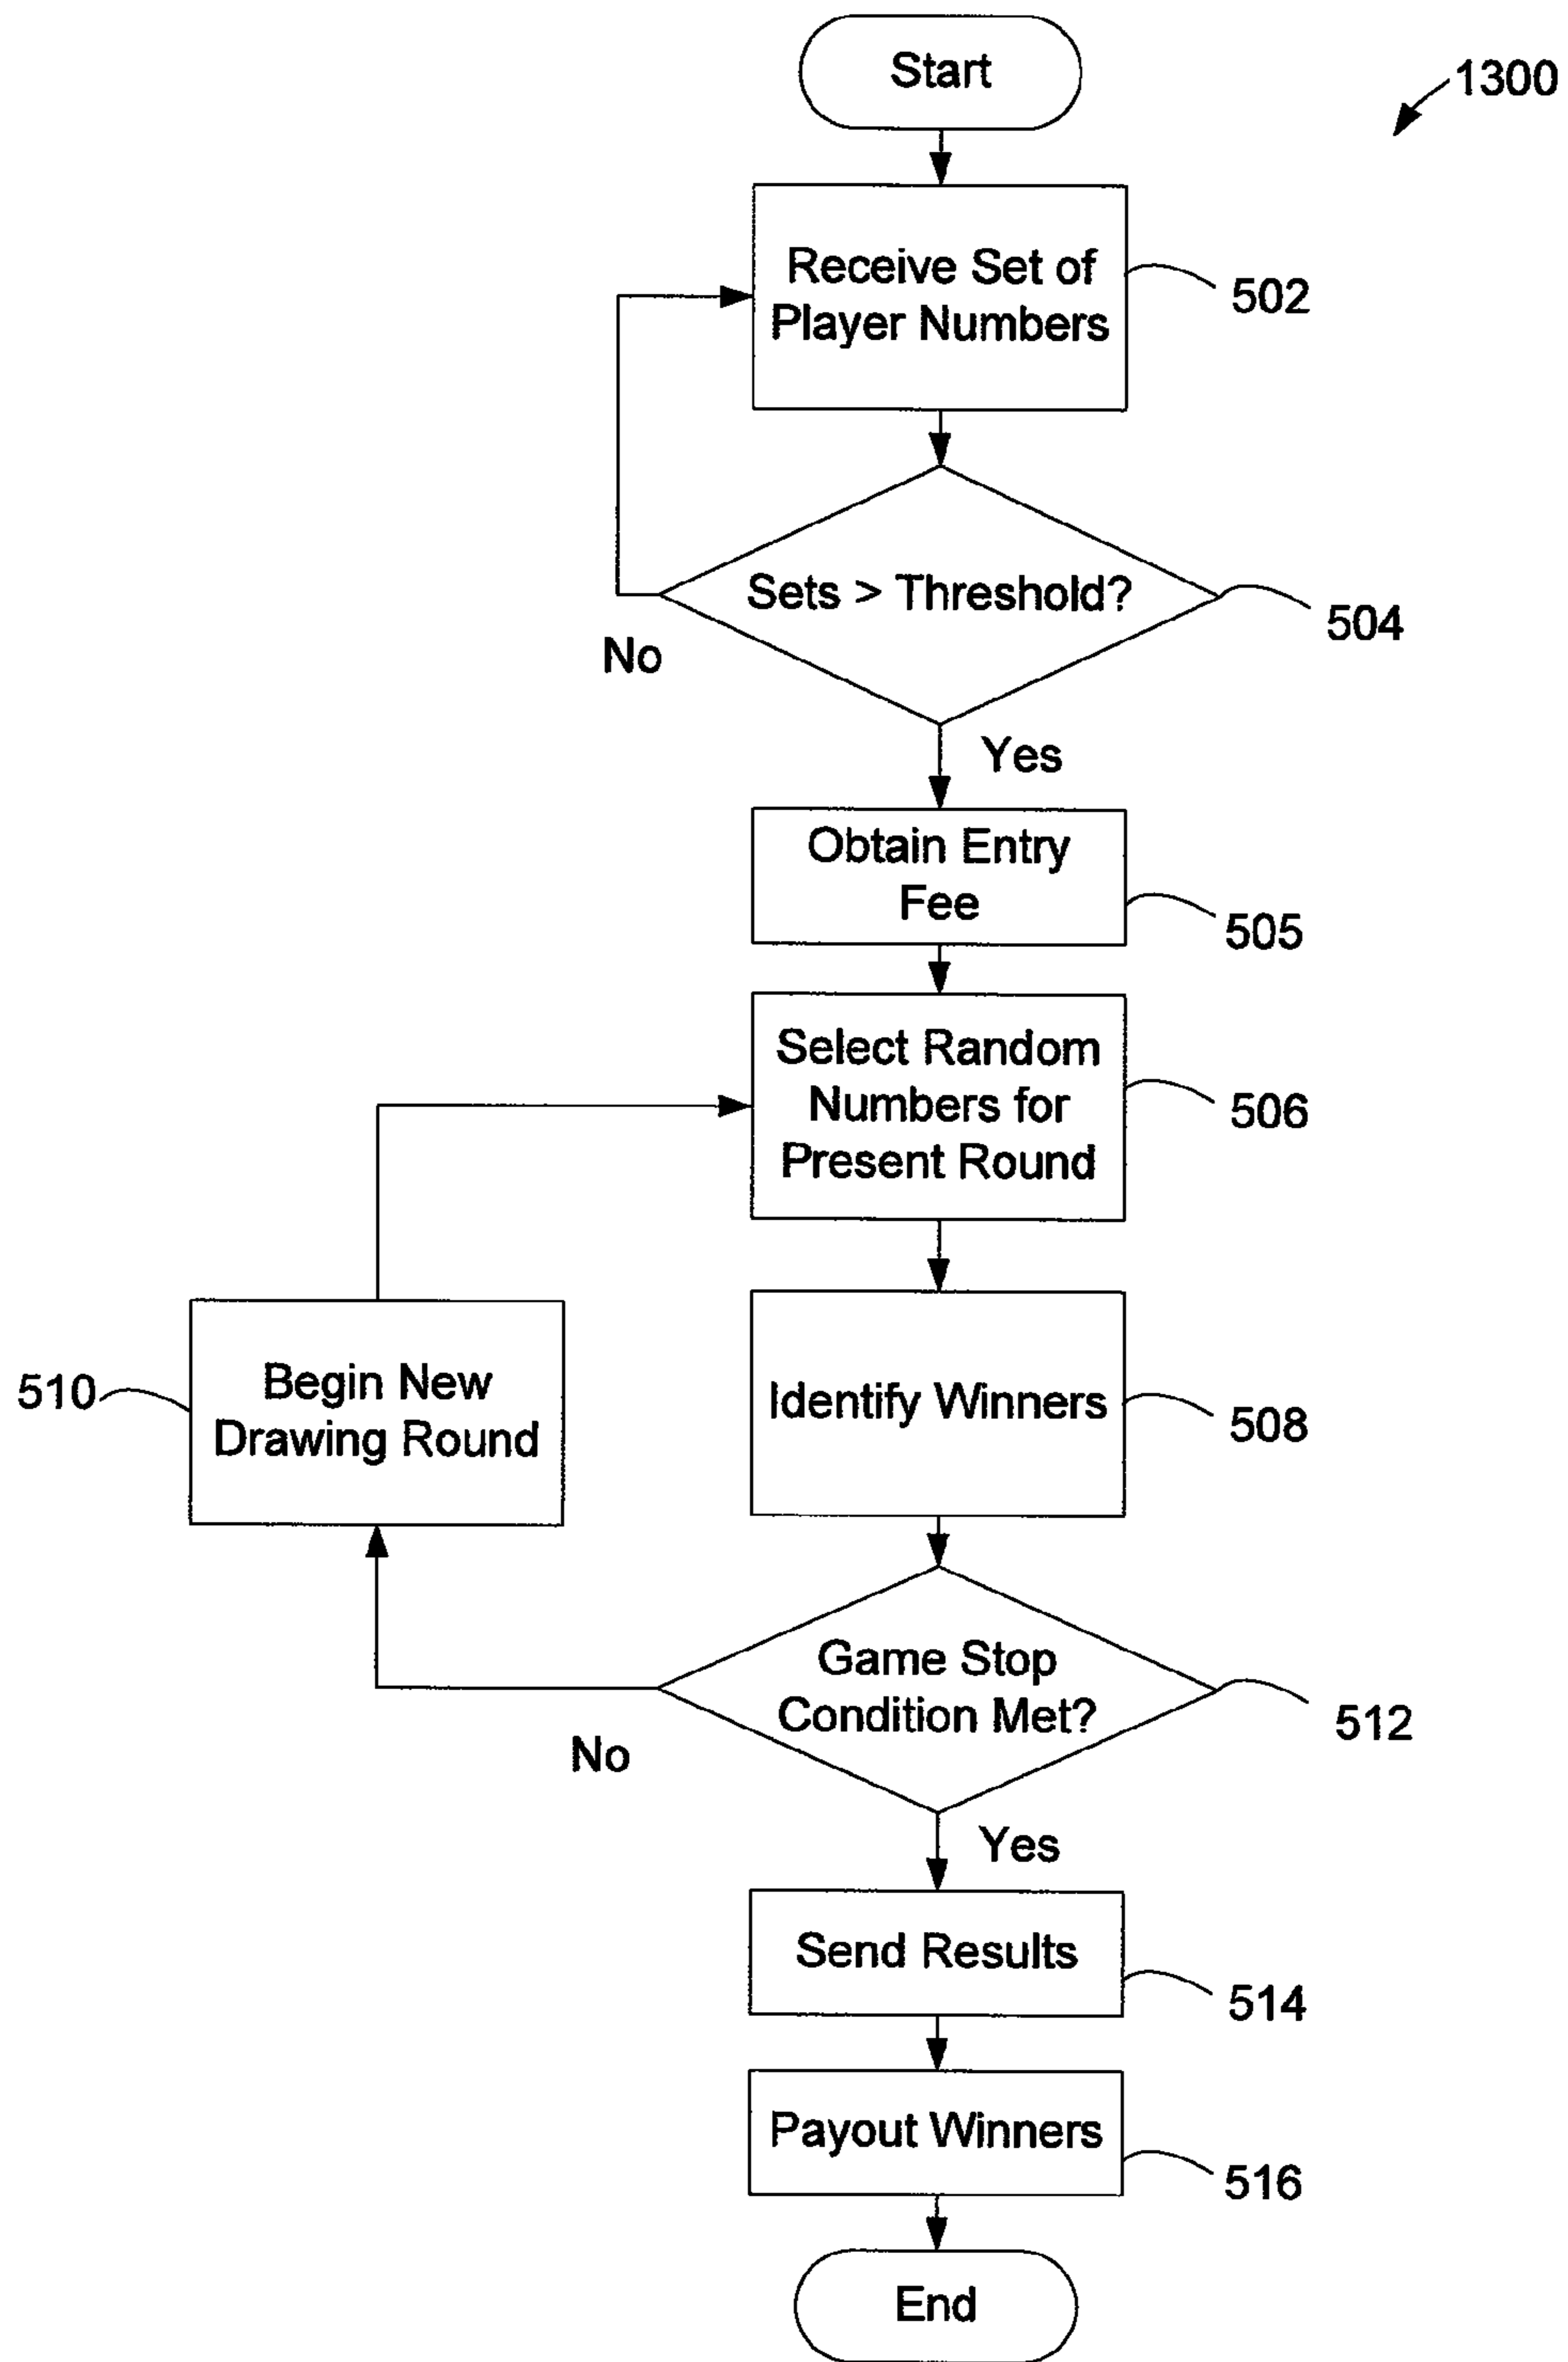 Start
1300
Receive Set of
Player Numbers
502
Sets > Threshold?
504
No
Yes
Obtain Entry
Fee
505
Select Random
Numbers for
Present Round
506
510
Begin New
Drawing Round
Identify Winners
508
Game Stop
Condition Met?
512
No
Yes
Send Results
514
Payout Winners
516
End